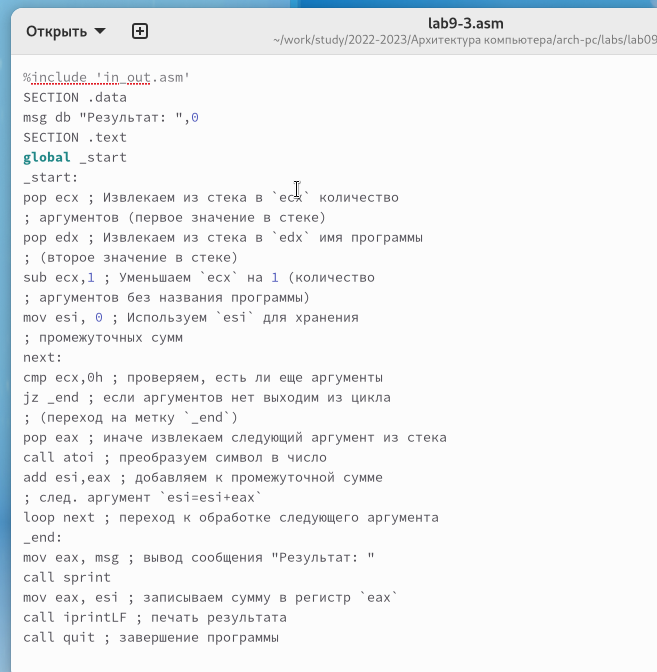 Открыть
lab9-3.asm
~/work/study/2022-2023/Архитектура компьютера/arch-pc/labs/lab09
%include 'in_out.asm'
SECTION .data
msg db "Результат: ",0
SECTION .text
global _start
_start:
pop ecx ; Извлекаем из стека в `ecx` количество
; аргументов (первое значение в стеке)
pop edx ; Извлекаем из стека в `edx` имя программы
; (второе значение в стеке)
sub ecx,1 ; Уменьшаем `ecx` на 1 (количество
; аргументов без названия программы)
mov esi, 0 ; Используем `esi` для хранения
; промежуточных сумм
next:
cmp ecx,0h ; проверяем, есть ли еще аргументы
jz _end ; если аргументов нет выходим из цикла
; (переход на метку `_end`)
pop eax ; иначе извлекаем следующий аргумент из стека
call atoi ; преобразуем символ в число
add esi,eax ; добавляем к промежуточной сумме
; след. аргумент `esi=esi+eax`
loop next ; переход к обработке следующего аргумента
_end:
mov eax, msg ; вывод сообщения "Результат: "
call sprint
mov eax, esi ; записываем сумму в регистр `eax`
call iprintLF ; печать результата
call quit ; завершение программы